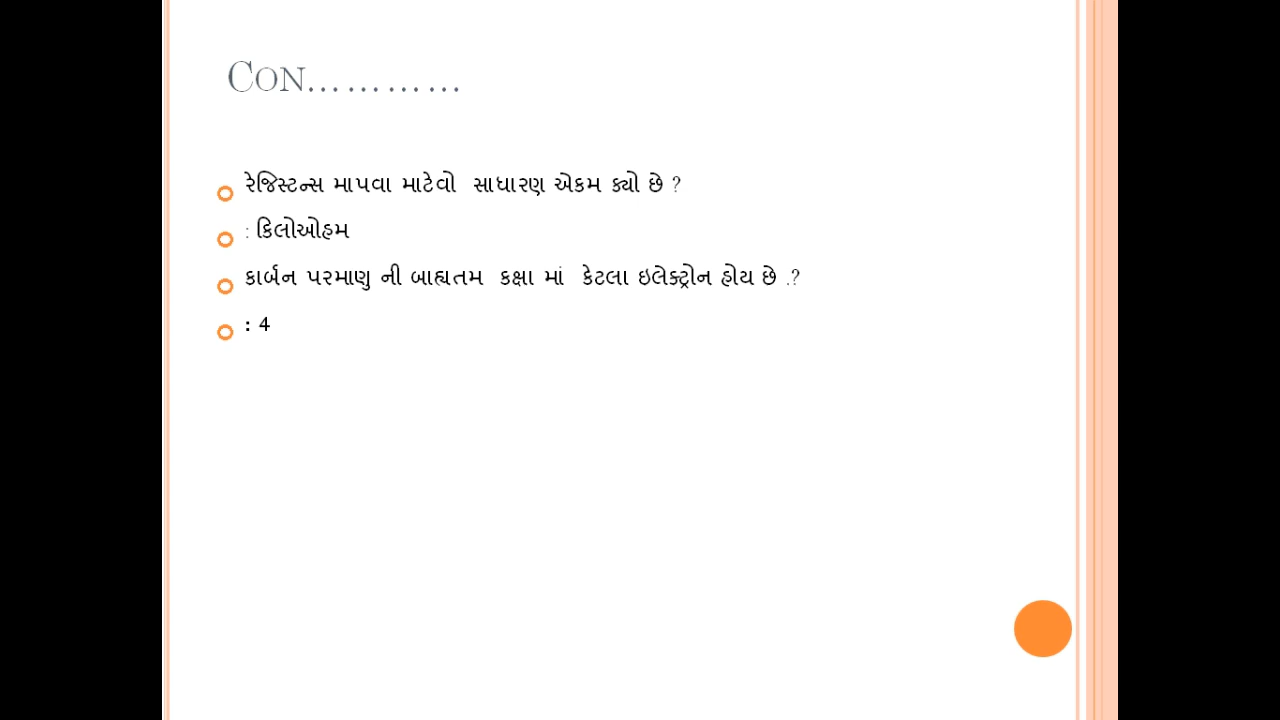 CON…………
રેજિસ્ટન્સ માપવા માટેવો સાધારણ એકમ ક્યો છે ?
: કિલોઓહમ
કાર્બન પરમાણુ ની બાહ્યતમ કક્ષા માં કેટલા ઇલેક્ટ્રોન હોય છે .?
: 4